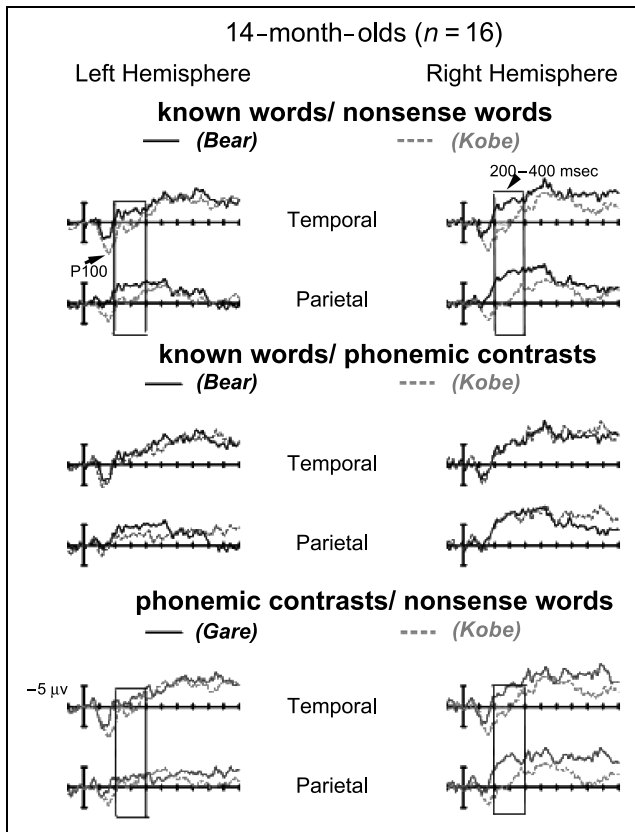 14-month-olds (n = 16)
Left Hemisphere Right Hemisphere
known words/ nonsense words
(Bear) (Kobe)
200-400 msec
Temporal
P100
Parietal
known words/ phonemic contrasts
(Bear) (Kobe)
Temporal
Parietal
phonemic contrasts/ nonsense words
(Gare) (Kobe)
-5 μv
Temporal
Parietal